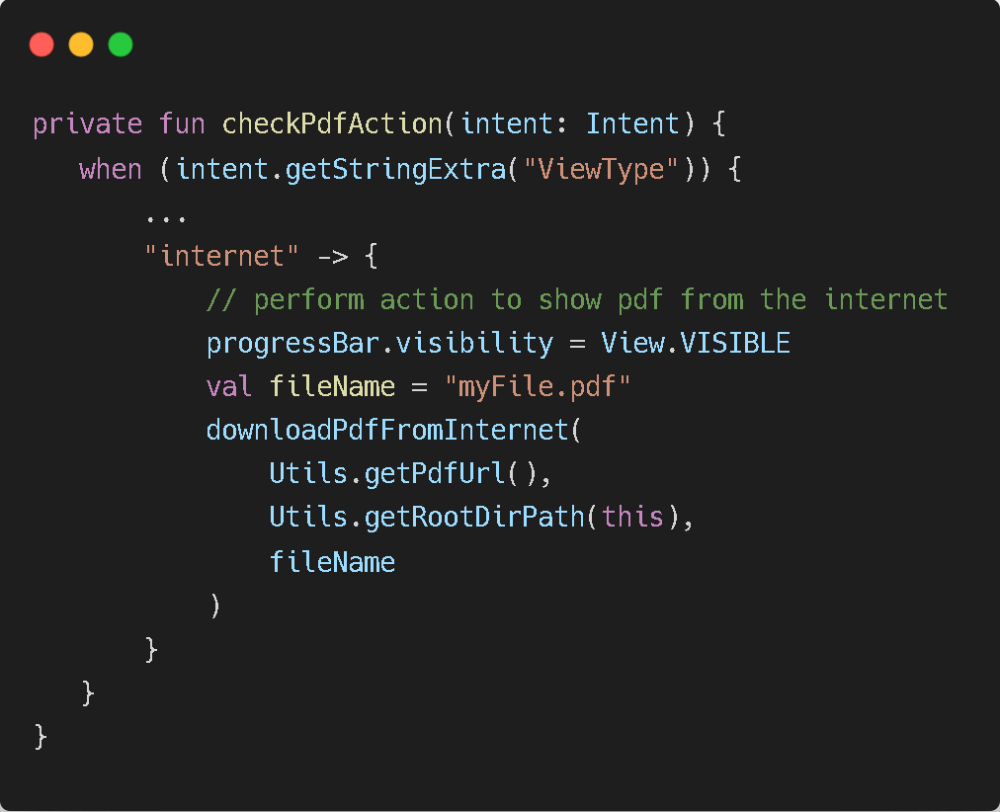 private fun checkPdfAction(intent: Intent) {
   when (intent.getStringExtra("ViewType")) {
       ...
       "internet" -> {
           // perform action to show pdf from the internet
           progressBar.visibility = View.VISIBLE
           val fileName = "myFile.pdf"
           downloadPdfFromInternet(
               Utils.getPdfUrl(),
               Utils.getRootDirPath(this),
               fileName
           )
       }
   }
}